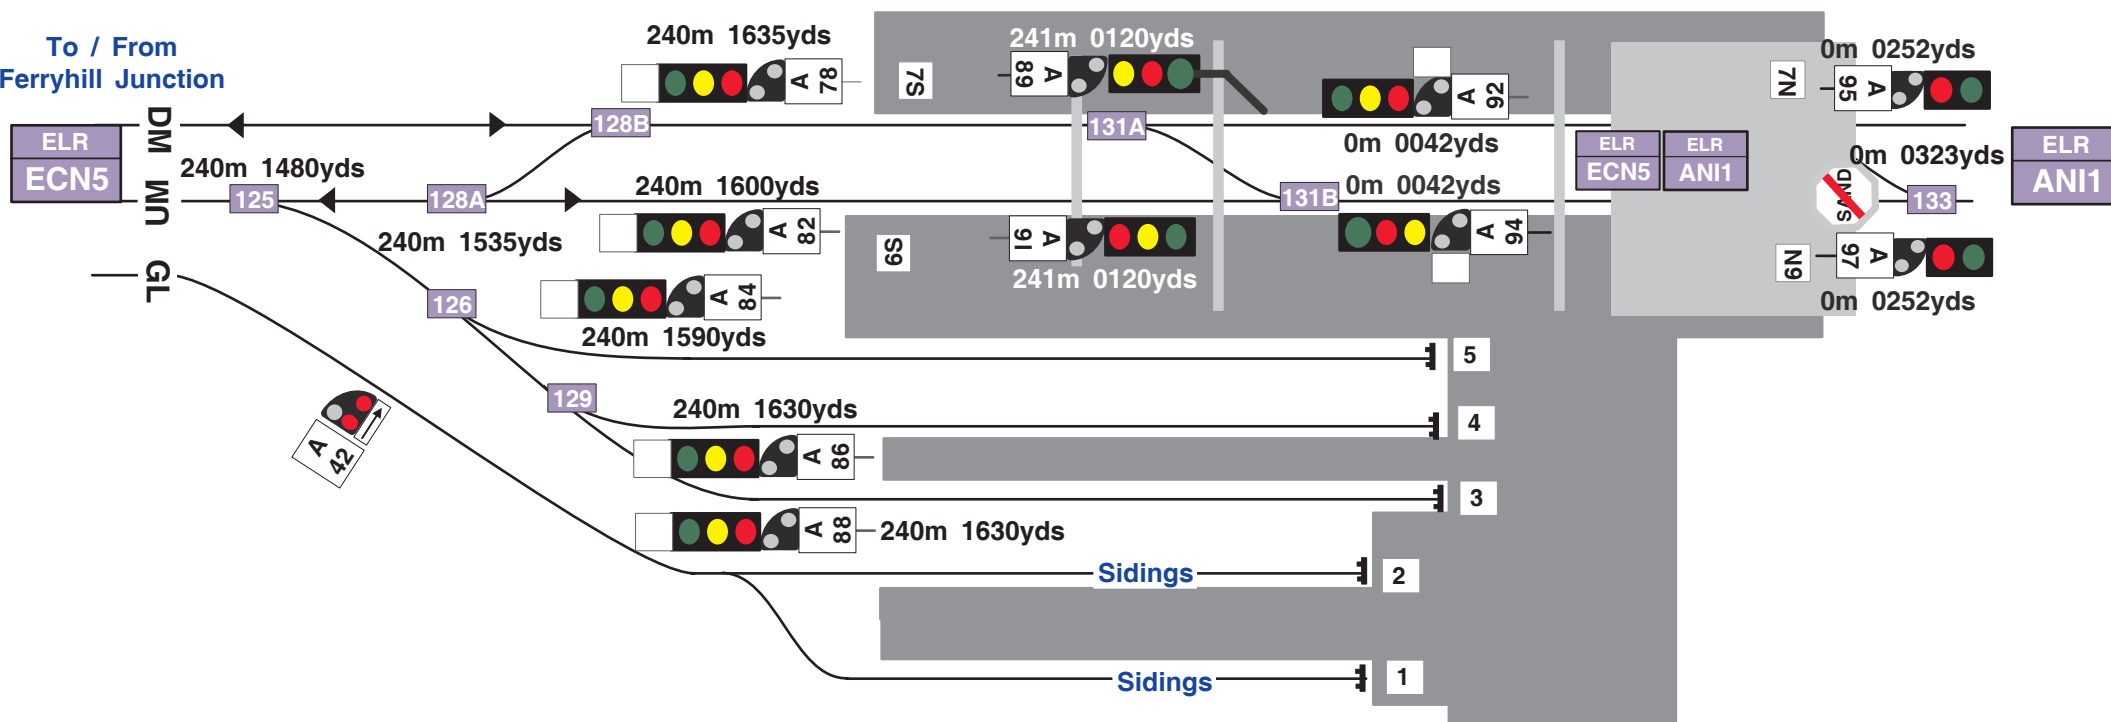 To / From
Ferryhill Junction
240m 1635yds
A 78
7S
241m 0120yds
A 89
A 92
0m 0042yds
7N
0m 0252yds
A 95
ELR
ECN5
DM
128B
131A
ELR
ECN5
ELR
ANI1
0m 0323yds
ELR
ANI1
240m 1480yds
UM
125
128A
240m 1600yds
131B
0m 0042yds
SAND
133
240m 1535yds
A 82
6S
A 91
241m 0120yds
A 94
6N
A 97
0m 0252yds
GL
126
A 84
240m 1590yds
5
129
240m 1630yds
4
A 42
A 86
3
A 88
240m 1630yds
Sidings
2
Sidings
1